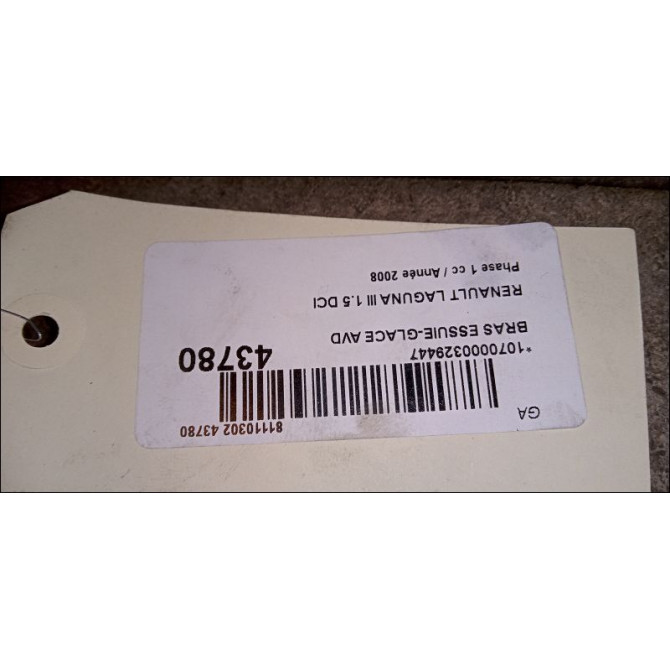 GA
81110302 43780
*1070000329447
43780
BRAS ESSUIE-GLACE AVD
RENAULT LAGUNA III 1.5 DCI
Phase 1 cc / Année 2008